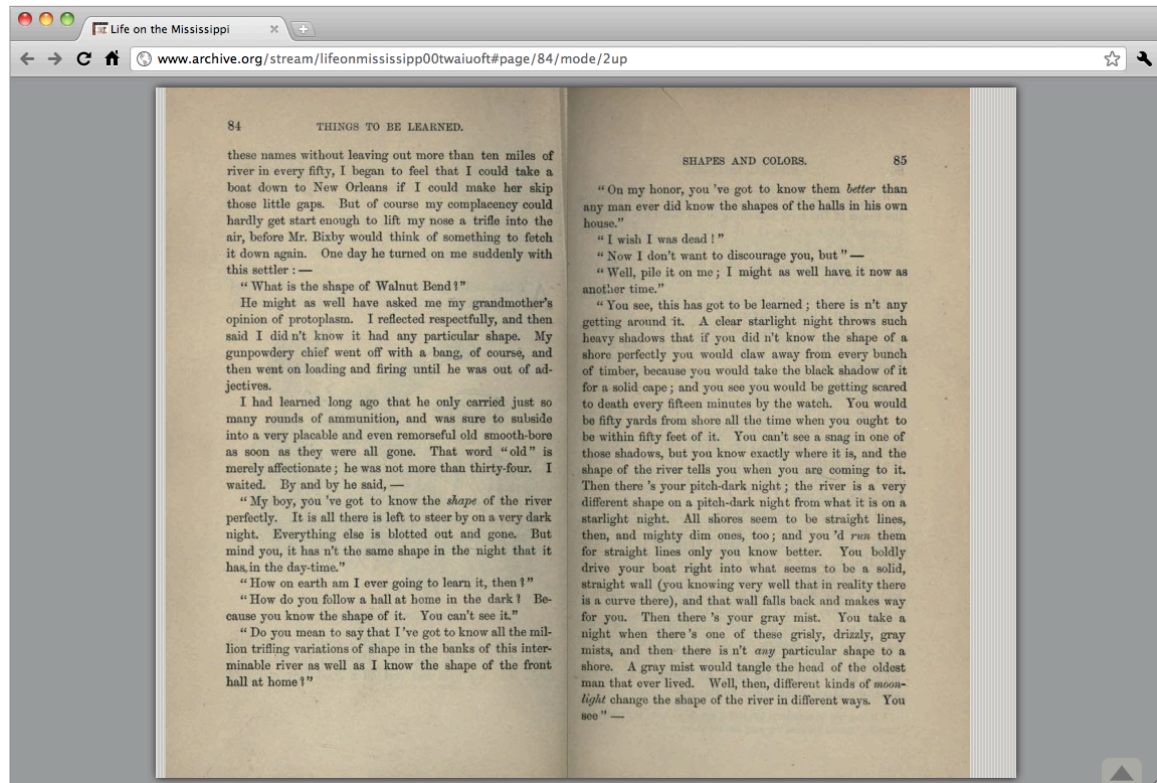 Life on the Mississippi
www.archive.org/stream/lifeonmississipp00twaiuoft#page/84/mode/2up
84 THINGS TO BE LEARNED.
these names without leaving out more than ten miles of
river in every fifty, I began to feel that I could take a
boat down to New Orleans if I could make her skip
those little gaps. But of course my complacency could
hardly get start enough to lift my nose a trifle into the
air, before Mr. Bixby would think of something to fetch
it down again. One day he turned on me suddenly with
this settler : —
" What is the shape of Walnut Bend ? "
He might as well have asked me my grandmother's
opinion of protoplasm. I reflected respectfully, and then
said I did n't know it had any particular shape. My
gunpowdery chief went off with a bang, of course, and
then went on loading and firing until he was out of ad-
jectives.
I had learned long ago that he only carried just so
many rounds of ammunition, and was sure to subside
into a very placable and even remorseful old smooth-bore
as soon as they were all gone. That word " old " is
merely affectionate ; he was not more than thirty-four. I
waited. By and by he said, —
" My boy, you 've got to know the shape of the river
perfectly. It is all there is left to steer by on a very dark
night. Everything else is blotted out and gone. But
mind you, it has n't the same shape in the night that it
has in the day-time."
" How on earth am I ever going to learn it, then ? "
" How do you follow a hall at home in the dark ? Be-
cause you know the shape of it. You can't see it."
" Do you mean to say that I 've got to know all the mil-
lion trifling variations of shape in the banks of this inter-
minable river as well as I know the shape of the front
hall at home ? "
SHAPES AND COLORS. 85
" On my honor, you 've got to know them better than
any man ever did know the shapes of the halls in his own
house."
" I wish I was dead ! "
" Now I don't want to discourage you, but " —
" Well, pile it on me ; I might as well have it now as
another time."
" You see, this has got to be learned ; there is n't any
getting around it. A clear starlight night throws such
heavy shadows that if you did n't know the shape of a
shore perfectly you would claw away from every bunch
of timber, because you would take the black shadow of it
for a solid cape ; and you see you would be getting scared
to death every fifteen minutes by the watch. You would
be fifty yards from shore all the time when you ought to
be within fifty feet of it. You can't see a snag in one of
those shadows, but you know exactly where it is, and the
shape of the river tells you when you are coming to it.
Then there 's your pitch-dark night ; the river is a very
different shape on a pitch-dark night from what it is on a
starlight night. All shores seem to be straight lines,
then, and mighty dim ones, too ; and you 'd run them
for straight lines only you know better. You boldly
drive your boat right into what seems to be a solid,
straight wall (you knowing very well that in reality there
is a curve there), and that wall falls back and makes way
for you. Then there 's your gray mist. You take a
night when there 's one of these grisly, drizzly, gray
mists, and then there is n't any particular shape to a
shore. A gray mist would tangle the head of the oldest
man that ever lived. Well, then, different kinds of moon-
light change the shape of the river in different ways. You
see " —